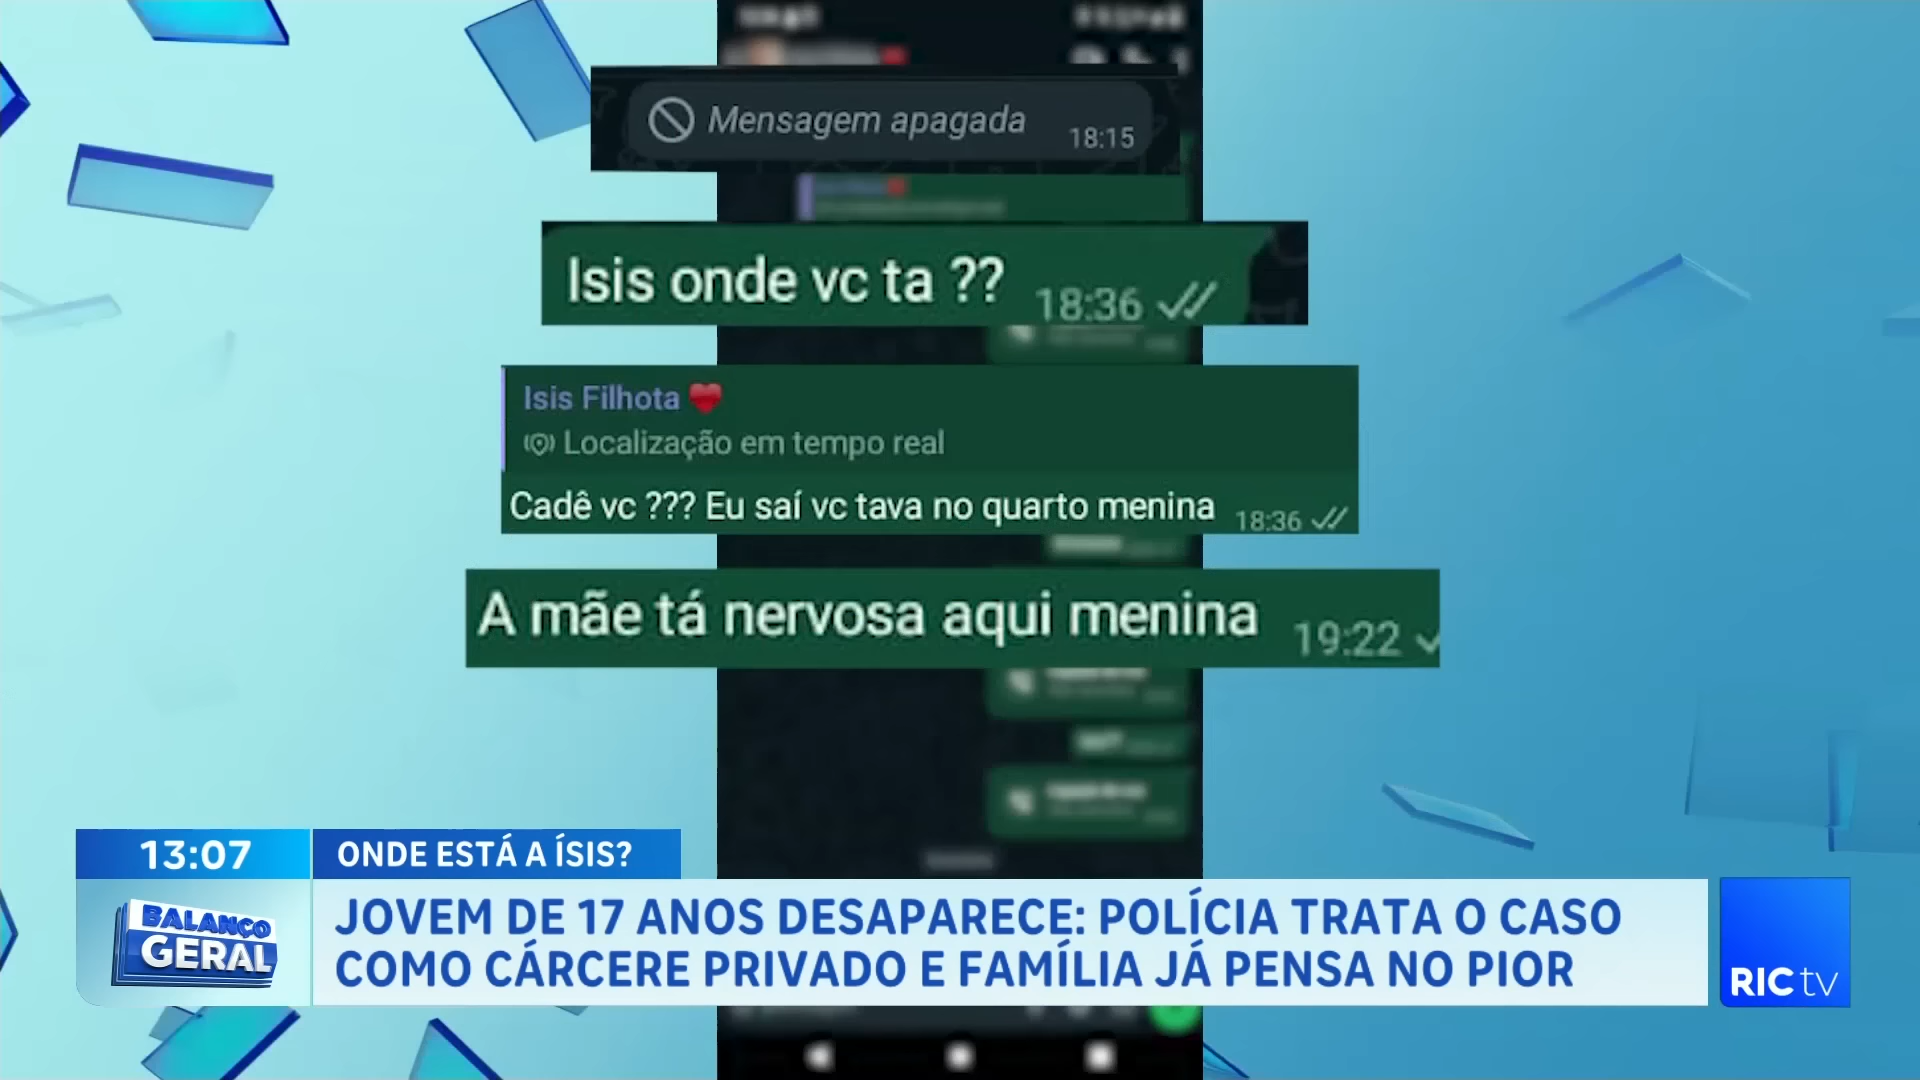 Mensagem apagada 18:15
Isis onde vc ta ?? 18:36
Isis Filhota
Localização em tempo real
Cadê vc ??? Eu saí vc tava no quarto menina 18:36
A mãe tá nervosa aqui menina 19:22
13:07 ONDE ESTÁ A ÍSIS?
BALANÇO
GERAL
JOVEM DE 17 ANOS DESAPARECE: POLÍCIA TRATA O CASO
COMO CÁRCERE PRIVADO E FAMÍLIA JÁ PENSA NO PIOR
RIC tv